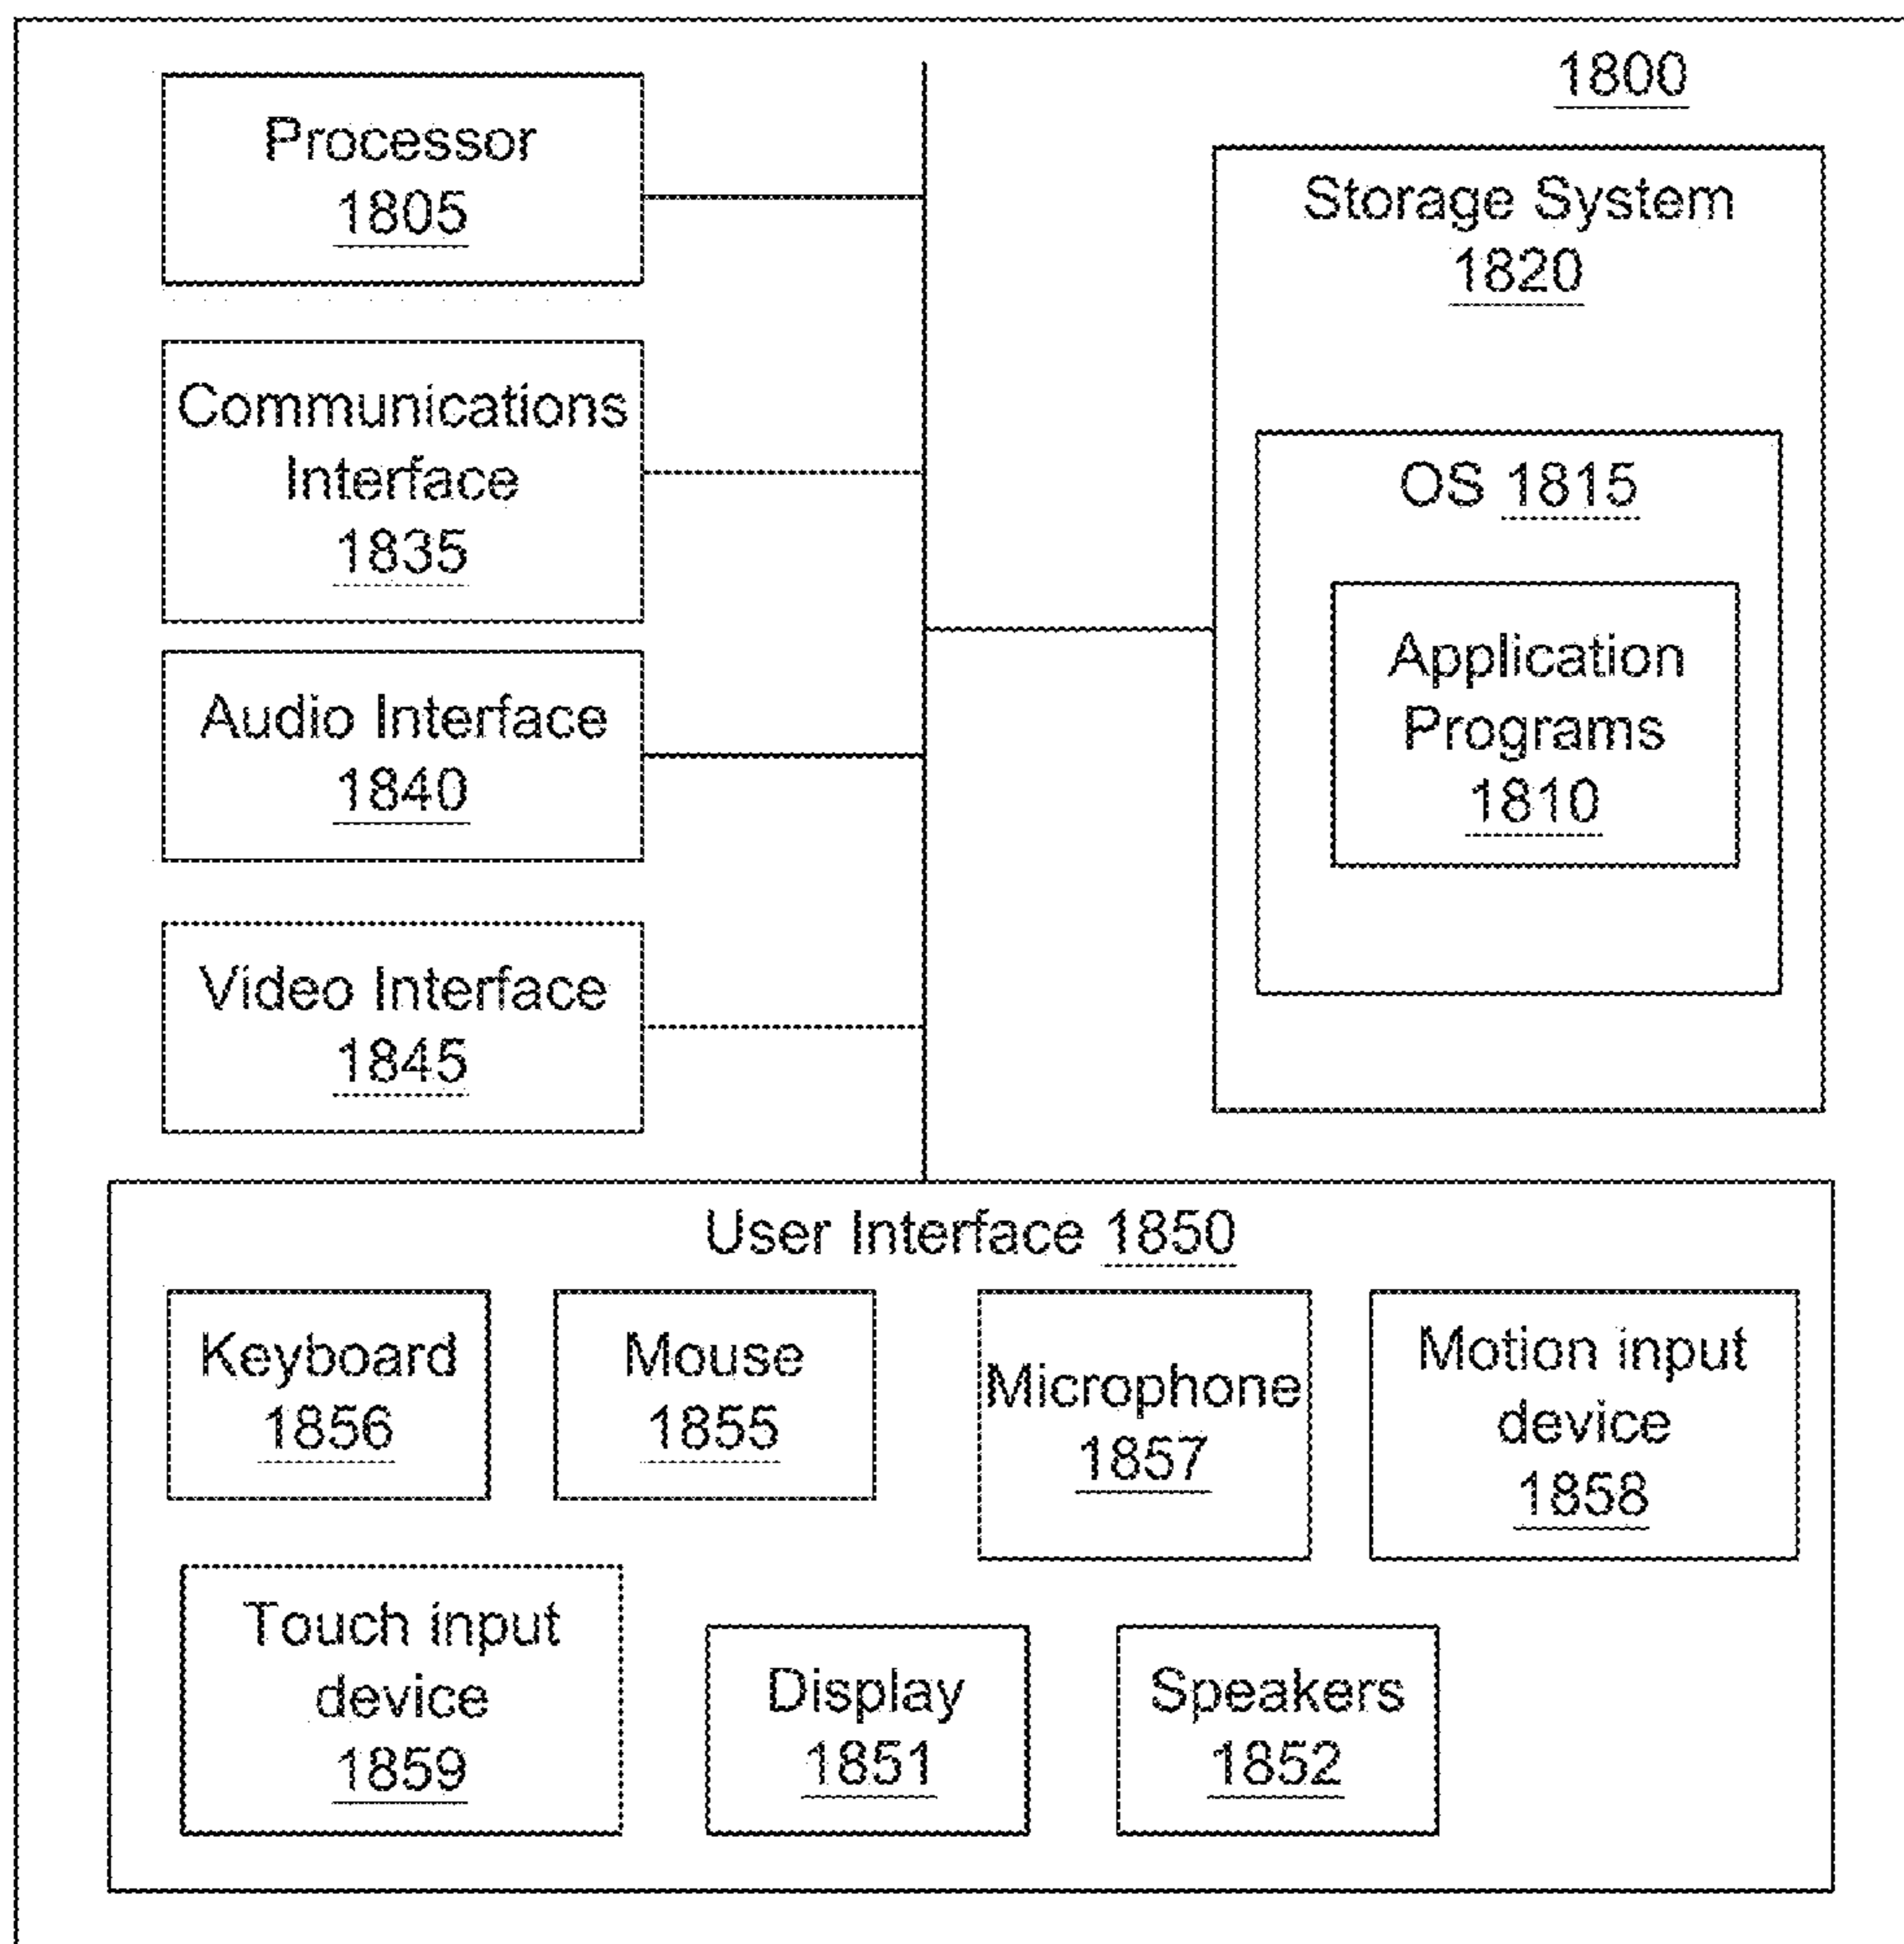 1800
Processor
1805
Communications
Interface
1835
Audio Interface
1840
Video Interface
1845
Storage System
1820
OS 1815
Application
Programs
1810
User Interface 1850
Keyboard
1856
Mouse
1855
Microphone
1857
Motion input
device
1858
Touch input
device
1859
Display
1851
Speakers
1852